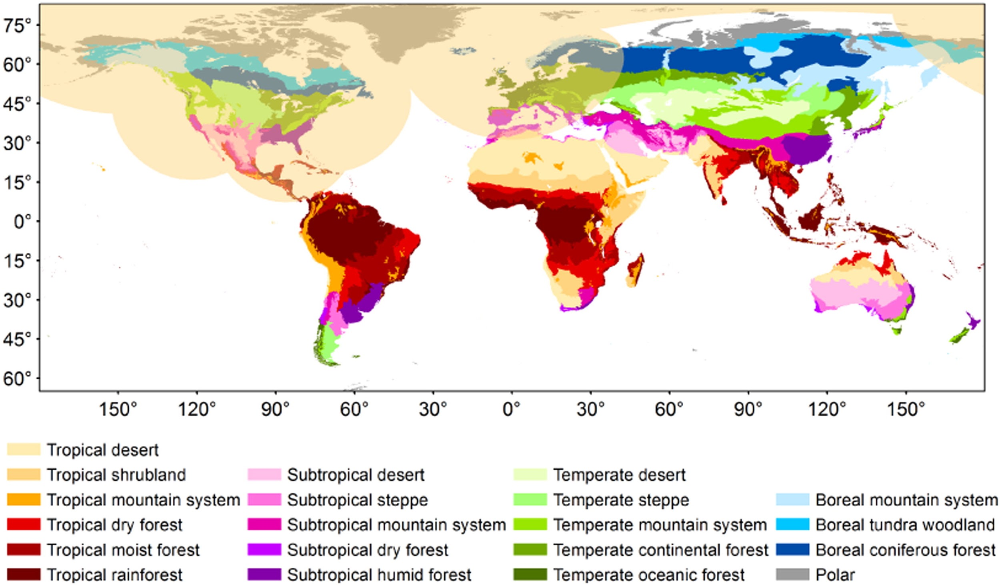 75°
60°
45°
30°
15°
0°
15°
30°
45°
60°
150° 120° 90° 60° 30° 0° 30° 60° 90° 120° 150°
Tropical desert
Tropical shrubland Subtropical desert Temperate desert
Tropical mountain system Subtropical steppe Temperate steppe Boreal mountain system
Tropical dry forest Subtropical mountain system Temperate mountain system Boreal tundra woodland
Tropical moist forest Subtropical dry forest Temperate continental forest Boreal coniferous forest
Tropical rainforest Subtropical humid forest Temperate oceanic forest Polar